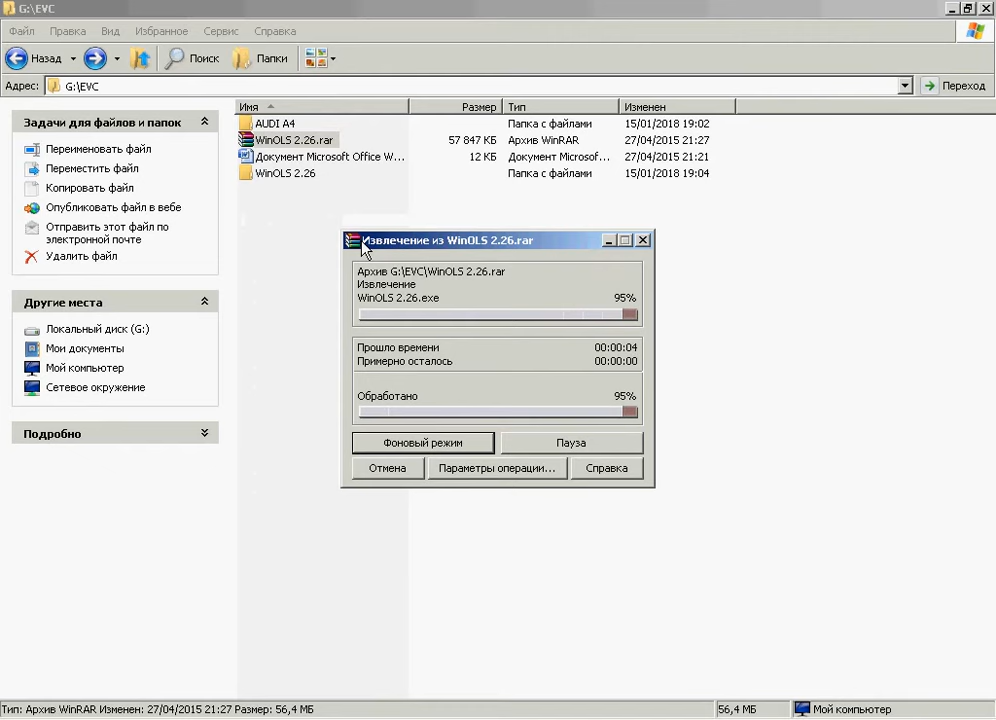 G:\EVC
Файл Правка Вид Избранное Сервис Справка
Назад Поиск Папки
Адрес: G:\EVC Переход
Задачи для файлов и папок
Переименовать файл
Переместить файл
Копировать файл
Опубликовать файл в вебе
Отправить этот файл по
электронной почте
Удалить файл
Другие места
Локальный диск (G:)
Мои документы
Мой компьютер
Сетевое окружение
Подробно
Имя Размер Тип Изменен
AUDI A4 Папка с файлами 15/01/2018 19:02
WinOLS 2.26.rar 57 847 КБ Архив WinRAR 27/04/2015 21:27
Документ Microsoft Office W... 12 КБ Документ Microsof... 27/04/2015 21:21
WinOLS 2.26 Папка с файлами 15/01/2018 19:04
Извлечение из WinOLS 2.26.rar
Архив G:\EVC\WinOLS 2.26.rar
Извлечение
WinOLS 2.26.exe 95%
Прошло времени 00:00:04
Примерно осталось 00:00:00
Обработано 95%
Фоновый режим Пауза
Отмена Параметры операции... Справка
Тип: Архив WinRAR Изменен: 27/04/2015 21:27 Размер: 56,4 МБ 56,4 МБ Мой компьютер